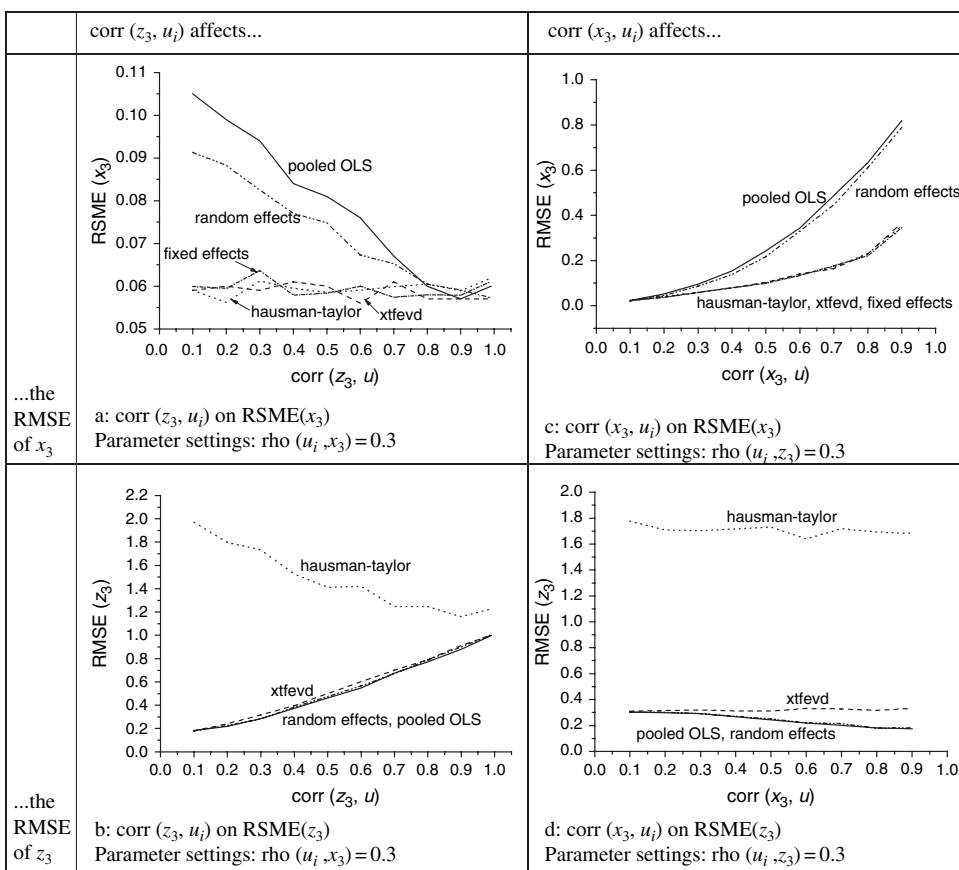 corr (z₃, uᵢ) affects...
corr (x₃, uᵢ) affects...
...the
RMSE
of x₃
RSME (x₃)
0.11
0.10
0.09
0.08
0.07
0.06
0.05
pooled OLS
random effects
fixed effects
hausman-taylor
xtfevd
0.0 0.1 0.2 0.3 0.4 0.5 0.6 0.7 0.8 0.9 1.0
corr (z₃, u)
a: corr (z₃, uᵢ) on RSME(x₃)
Parameter settings: rho (uᵢ ,x₃) = 0.3
RMSE (x₃)
1.0
0.8
0.6
0.4
0.2
0.0
pooled OLS
random effects
hausman-taylor, xtfevd, fixed effects
0.0 0.1 0.2 0.3 0.4 0.5 0.6 0.7 0.8 0.9 1.0
corr (x₃, u)
c: corr (x₃, uᵢ) on RSME(x₃)
Parameter settings: rho (uᵢ ,z₃) = 0.3
...the
RMSE
of z₃
RMSE (z₃)
2.2
2.0
1.8
1.6
1.4
1.2
1.0
0.8
0.6
0.4
0.2
0.0
hausman-taylor
xtfevd
random effects, pooled OLS
0.0 0.1 0.2 0.3 0.4 0.5 0.6 0.7 0.8 0.9 1.0
corr (z₃, u)
b: corr (z₃, uᵢ) on RSME(z₃)
Parameter settings: rho (uᵢ ,x₃) = 0.3
RMSE (z₃)
2.0
1.8
1.6
1.4
1.2
1.0
0.8
0.6
0.4
0.2
0.0
hausman-taylor
xtfevd
pooled OLS, random effects
0.0 0.1 0.2 0.3 0.4 0.5 0.6 0.7 0.8 0.9 1.0
corr (x₃, u)
d: corr (x₃, uᵢ) on RSME(z₃)
Parameter settings: rho (uᵢ ,z₃) = 0.3